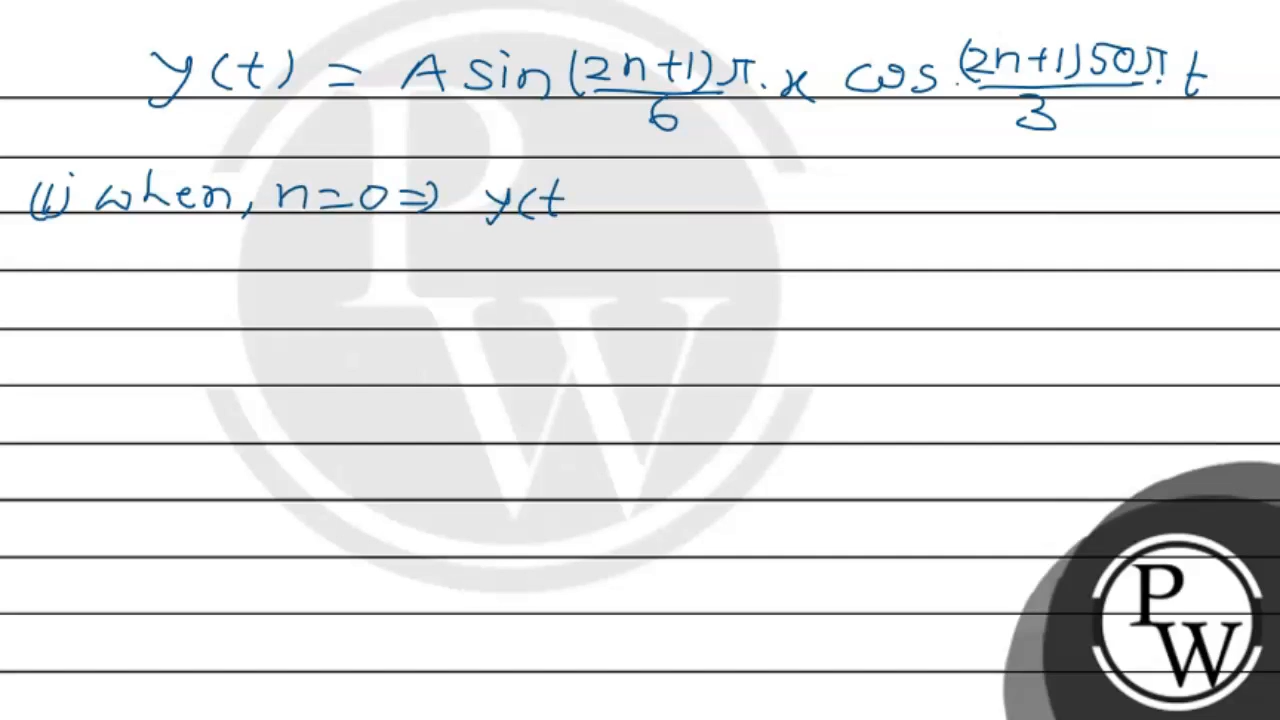 y(t) = A sin (2n+1)π/6 . x cos (2n+1)50π/3 . t
(i) when, n=0 ⇒ y(t
P
W
P
W